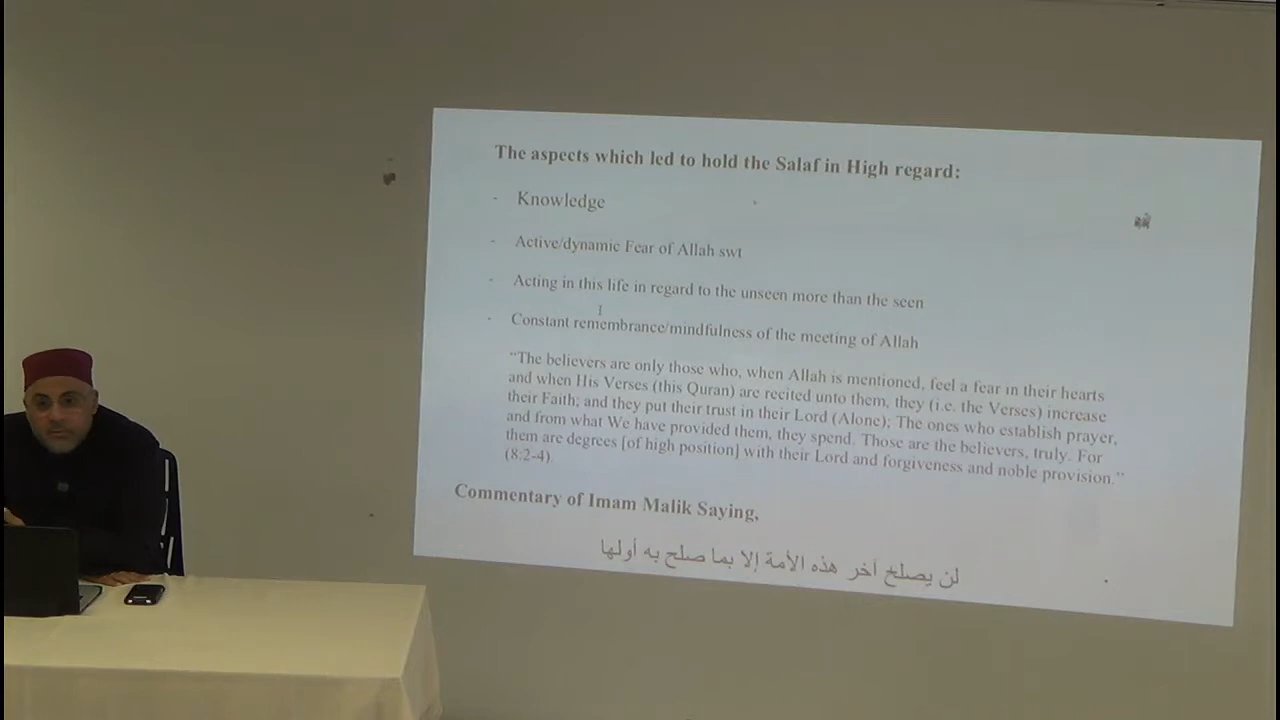 The aspects which led to hold the Salaf in High regard:
- Knowledge
- Active/dynamic Fear of Allah swt
- Acting in this life in regard to the unseen more than the seen
- Constant remembrance/mindfulness of the meeting of Allah
“The believers are only those who, when Allah is mentioned, feel a fear in their hearts
and when His Verses (this Quran) are recited unto them, they (i.e. the Verses) increase
their Faith; and they put their trust in their Lord (Alone); The ones who establish prayer,
and from what We have provided them, they spend. Those are the believers, truly. For
them are degrees [of high position] with their Lord and forgiveness and noble provision.”
(8:2-4).
Commentary of Imam Malik Saying,
لن يصلح آخر هذه الأمة إلا بما صلح به أولها